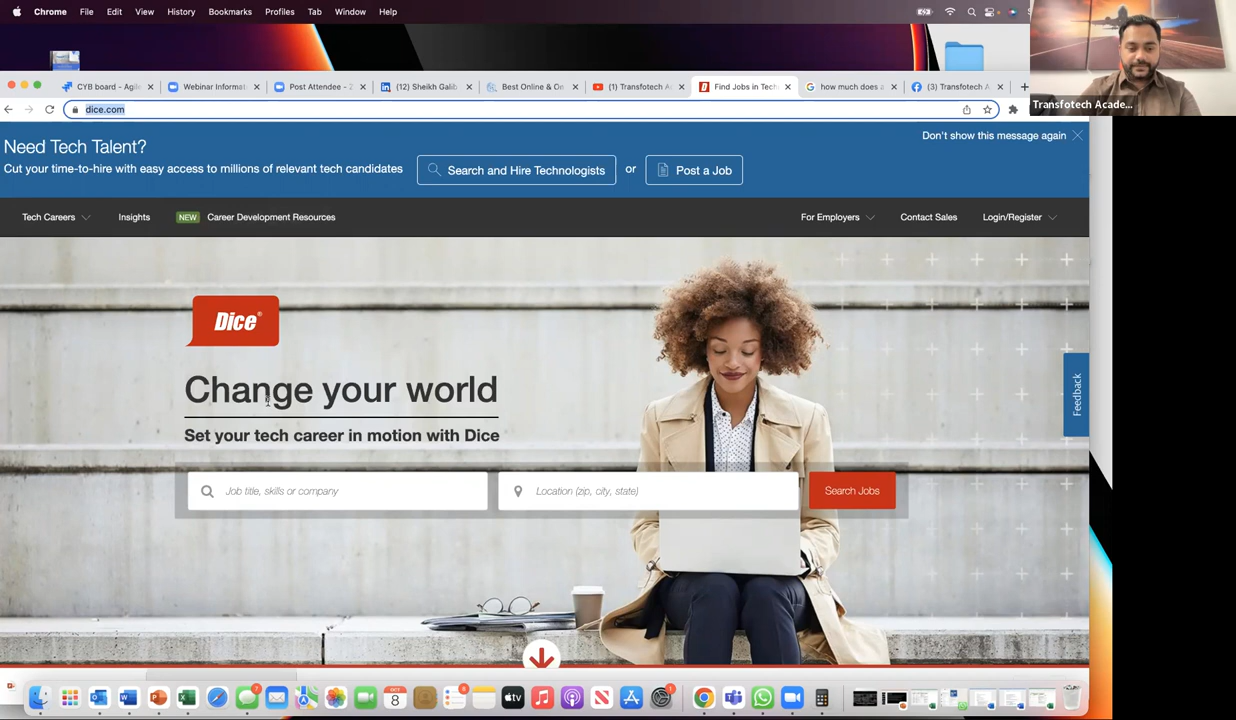 Chrome File Edit View History Bookmarks Profiles Tab Window Help
CYB board - Agile
Webinar Informat
Post Attendee - Z
(12) Sheikh Galib
Best Online & On
(1) Transfotech Ac
Find Jobs in Tech
how much does a
(3) Transfotech A
dice.com
Transfotech Acade...
Need Tech Talent?
Don't show this message again
Cut your time-to-hire with easy access to millions of relevant tech candidates
Search and Hire Technologists
or
Post a Job
Tech Careers
Insights
NEW Career Development Resources
For Employers
Contact Sales
Login/Register
Dice
Change your world
Set your tech career in motion with Dice
Feedback
Job title, skills or company
Location (zip, city, state)
Search Jobs
OCT
8
tv